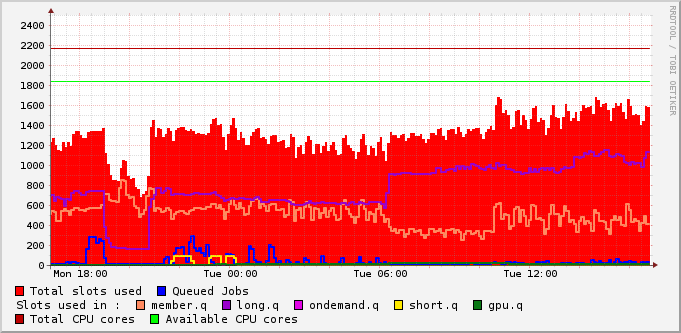 RRDTOOL / TOBI OETIKER
2400
2200
2000
1800
1600
1400
1200
1000
800
600
400
200
0
Mon 18:00 Tue 00:00 Tue 06:00 Tue 12:00
Total slots used Queued Jobs
Slots used in : member.q long.q ondemand.q short.q gpu.q
Total CPU cores Available CPU cores